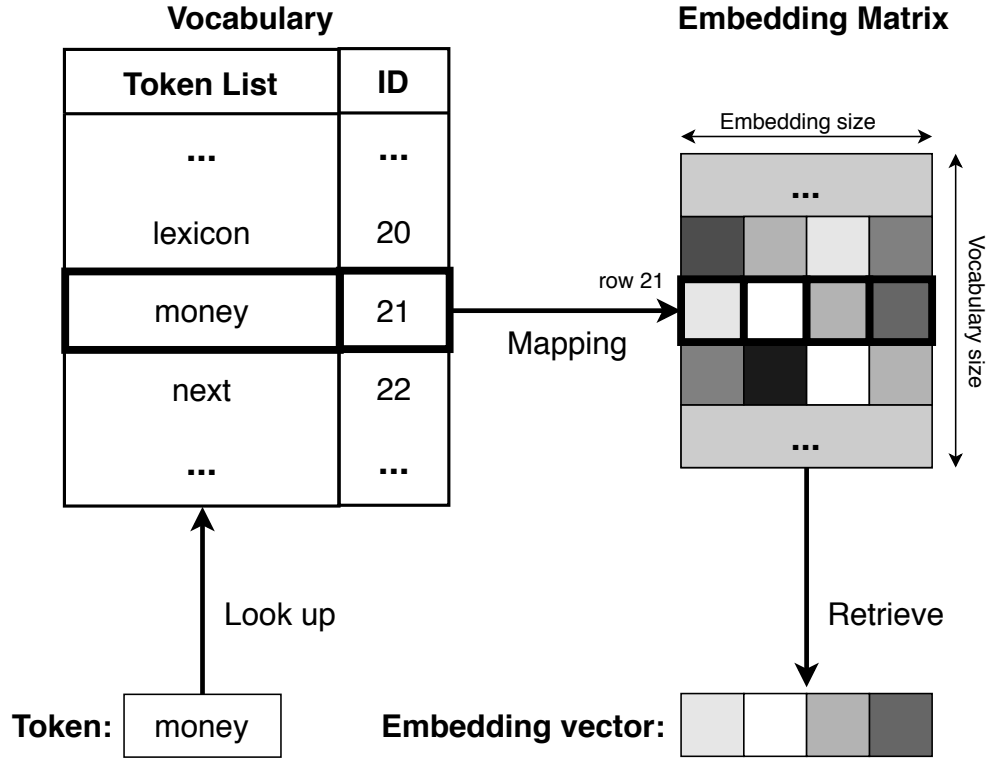 Vocabulary
Token List ID
... ...
lexicon 20
money 21
next 22
... ...
Look up
Token: money
Mapping
Embedding Matrix
Embedding size
...
row 21
...
Vocabulary size
Retrieve
Embedding vector: